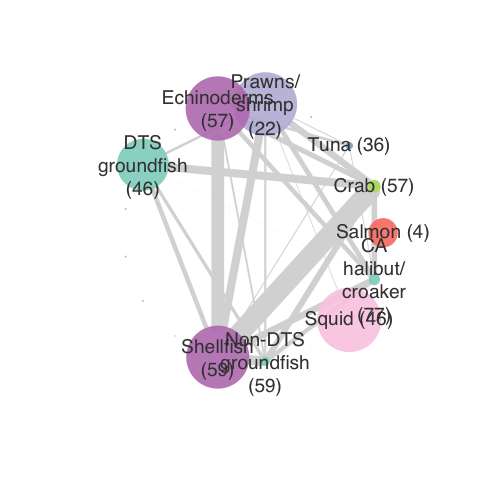 Prawns/
shrimp
(22)
Echinoderms
(57)
DTS
groundfish
(46)
Tuna (36)
Crab (57)
Salmon (4)
CA
halibut/
croaker
(77)
Squid (46)
Shellfish
(59)
Non-DTS
groundfish
(59)